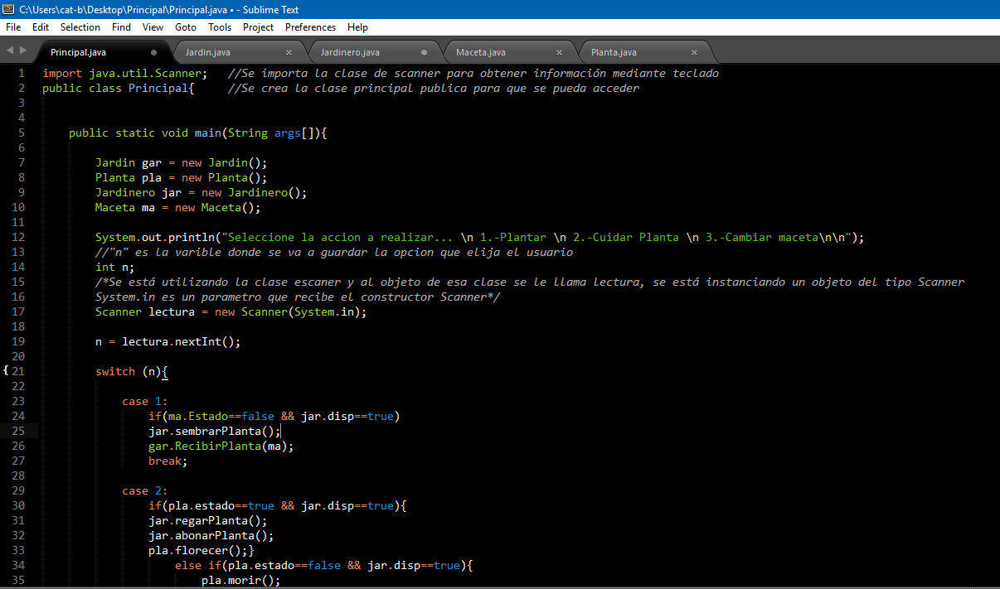 C:\Users\cat-b\Desktop\Principal\Principal.java • - Sublime Text
File Edit Selection Find View Goto Tools Project Preferences Help
Principal.java Jardin.java × Jardinero.java Maceta.java × Planta.java ×
1 import java.util.Scanner; //Se importa la clase de scanner para obtener información mediante teclado
2 public class Principal{ //Se crea la clase principal publica para que se pueda acceder
3
4
5 public static void main(String args[]){
6
7 Jardin gar = new Jardin();
8 Planta pla = new Planta();
9 Jardinero jar = new Jardinero();
10 Maceta ma = new Maceta();
11
12 System.out.println("Seleccione la accion a realizar... \n 1.-Plantar \n 2.-Cuidar Planta \n 3.-Cambiar maceta\n\n");
13 //"n" es la varible donde se va a guardar la opcion que elija el usuario
14 int n;
15 /*Se está utilizando la clase escaner y al objeto de esa clase se le llama lectura, se está instanciando un objeto del tipo Scanner
16 System.in es un parametro que recibe el constructor Scanner*/
17 Scanner lectura = new Scanner(System.in);
18
19 n = lectura.nextInt();
20
{ 21 switch (n){
22
23 case 1:
24 if(ma.Estado==false && jar.disp==true)
25 jar.sembrarPlanta();
26 gar.RecibirPlanta(ma);
27 break;
28
29 case 2:
30 if(pla.estado==true && jar.disp==true){
31 jar.regarPlanta();
32 jar.abonarPlanta();
33 pla.florecer();}
34 else if(pla.estado==false && jar.disp==true){
35 pla.morir();